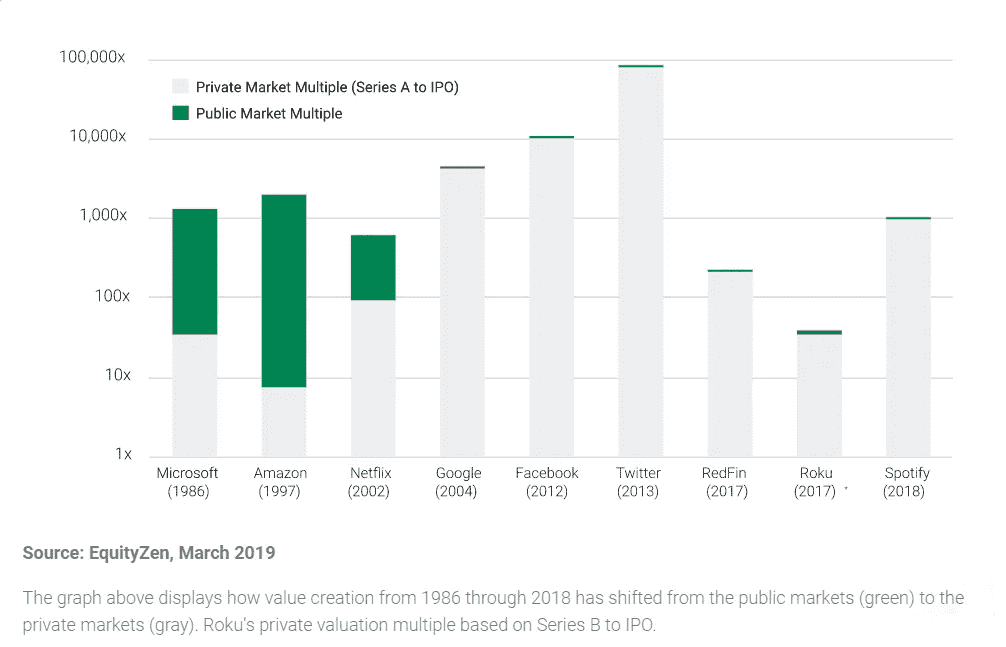 100,000x
Private Market Multiple (Series A to IPO)
Public Market Multiple
10,000x
1,000x
100x
10x
1x
Microsoft Amazon Netflix Google Facebook Twitter RedFin Roku Spotify
(1986) (1997) (2002) (2004) (2012) (2013) (2017) (2017) * (2018)
Source: EquityZen, March 2019
The graph above displays how value creation from 1986 through 2018 has shifted from the public markets (green) to the
private markets (gray). Roku's private valuation multiple based on Series B to IPO.